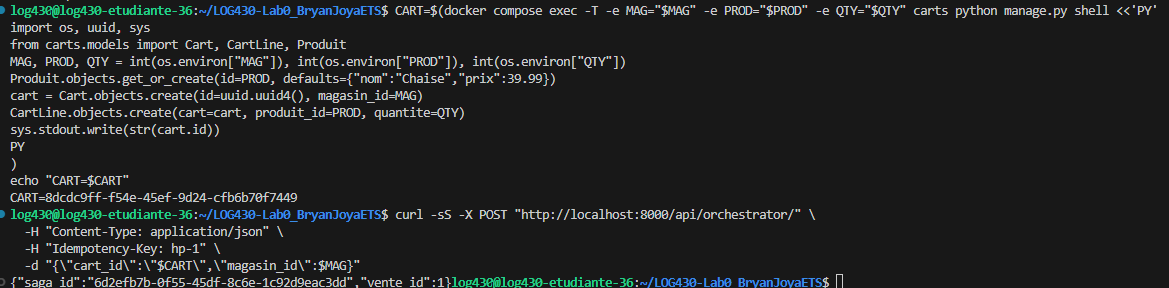 log430@log430-etudiante-36:~/LOG430-Lab0_BryanJoyaETS$ CART=$(docker compose exec -T -e MAG="$MAG" -e PROD="$PROD" -e QTY="$QTY" carts python manage.py shell <<'PY'
import os, uuid, sys
from carts.models import Cart, CartLine, Produit
MAG, PROD, QTY = int(os.environ["MAG"]), int(os.environ["PROD"]), int(os.environ["QTY"])
Produit.objects.get_or_create(id=PROD, defaults={"nom":"Chaise","prix":39.99})
cart = Cart.objects.create(id=uuid.uuid4(), magasin_id=MAG)
CartLine.objects.create(cart=cart, produit_id=PROD, quantite=QTY)
sys.stdout.write(str(cart.id))
PY
)
echo "CART=$CART"
CART=8dcdc9ff-f54e-45ef-9d24-cfb6b70f7449
log430@log430-etudiante-36:~/LOG430-Lab0_BryanJoyaETS$ curl -sS -X POST "http://localhost:8000/api/orchestrator/" \
-H "Content-Type: application/json" \
-H "Idempotency-Key: hp-1" \
-d "{\"cart_id\":\"$CART\",\"magasin_id\":$MAG}"
{"saga_id":"6d2efb7b-0f55-45df-8c6e-1c92d9eac3dd","vente_id":1}log430@log430-etudiante-36:~/LOG430-Lab0_BryanJoyaETS$